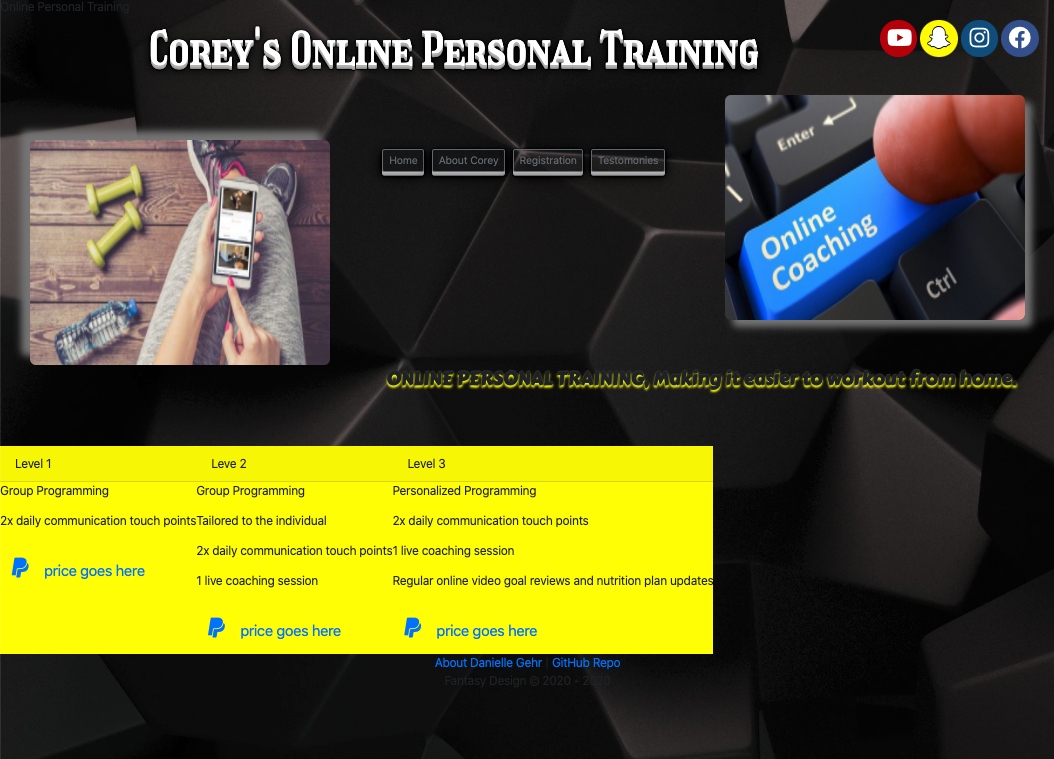 Online Personal Training
Corey's Online Personal Training
Home About Corey Registration Testomonies
Enter
Online
Coaching
Ctrl
ONLINE PERSONAL TRAINING, Making it easier to workout from home.
Level 1 Leve 2 Level 3
Group Programming Group Programming Personalized Programming
2x daily communication touch points Tailored to the individual 2x daily communication touch points
2x daily communication touch points 1 live coaching session
price goes here
1 live coaching session Regular online video goal reviews and nutrition plan updates
price goes here price goes here
About Danielle Gehr | GitHub Repo
Fantasy Design © 2020 - 2020